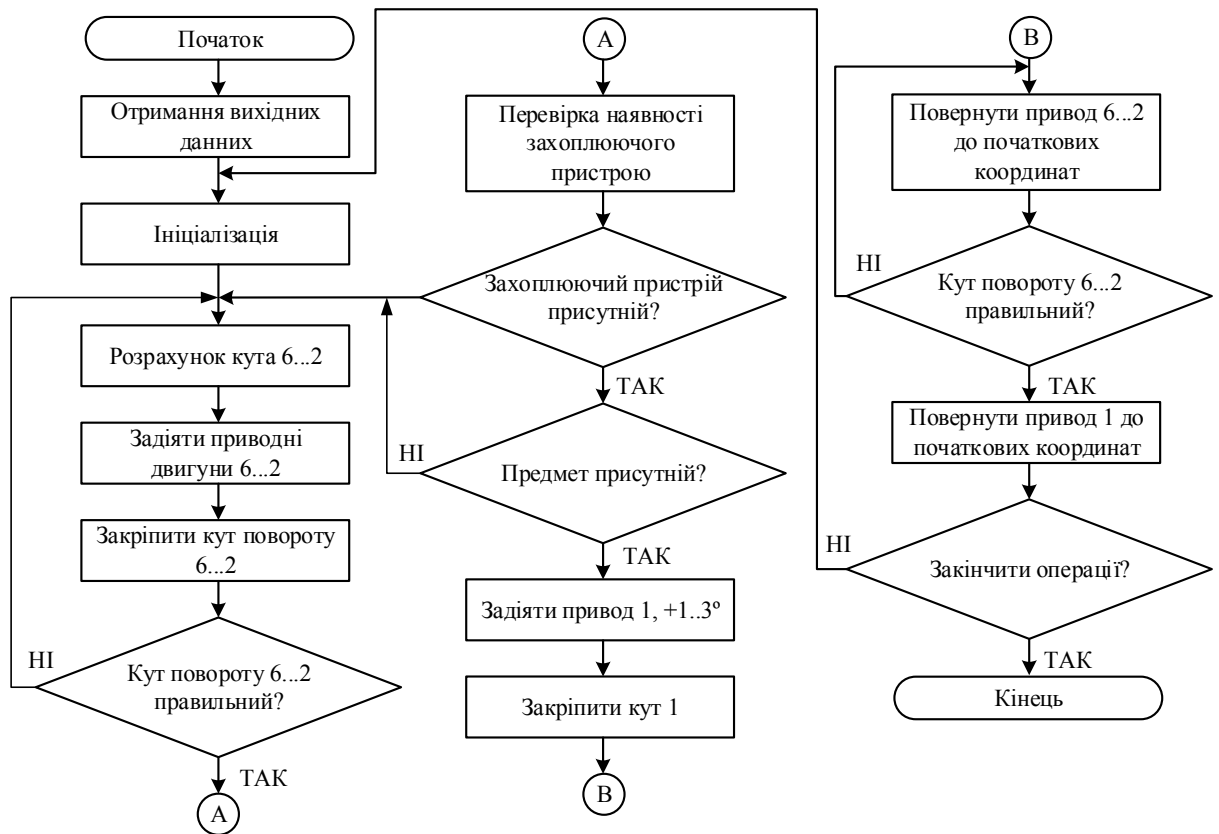 Початок
Отримання вихідних
данних
Ініціалізація
Розрахунок кута 6...2
Задіяти приводні
двигуни 6...2
Закріпити кут повороту
6...2
НІ
Кут повороту 6...2
правильний?
ТАК
А
А
Перевірка наявності
захоплюючого
пристрою
Захоплюючий пристрій
присутній?
ТАК
НІ
Предмет присутній?
ТАК
Задіяти привод 1, +1..3º
Закріпити кут 1
В
В
Повернути привод 6...2
до початкових
координат
НІ
Кут повороту 6...2
правильний?
ТАК
Повернути привод 1 до
початкових координат
НІ
Закінчити операції?
ТАК
Кінець